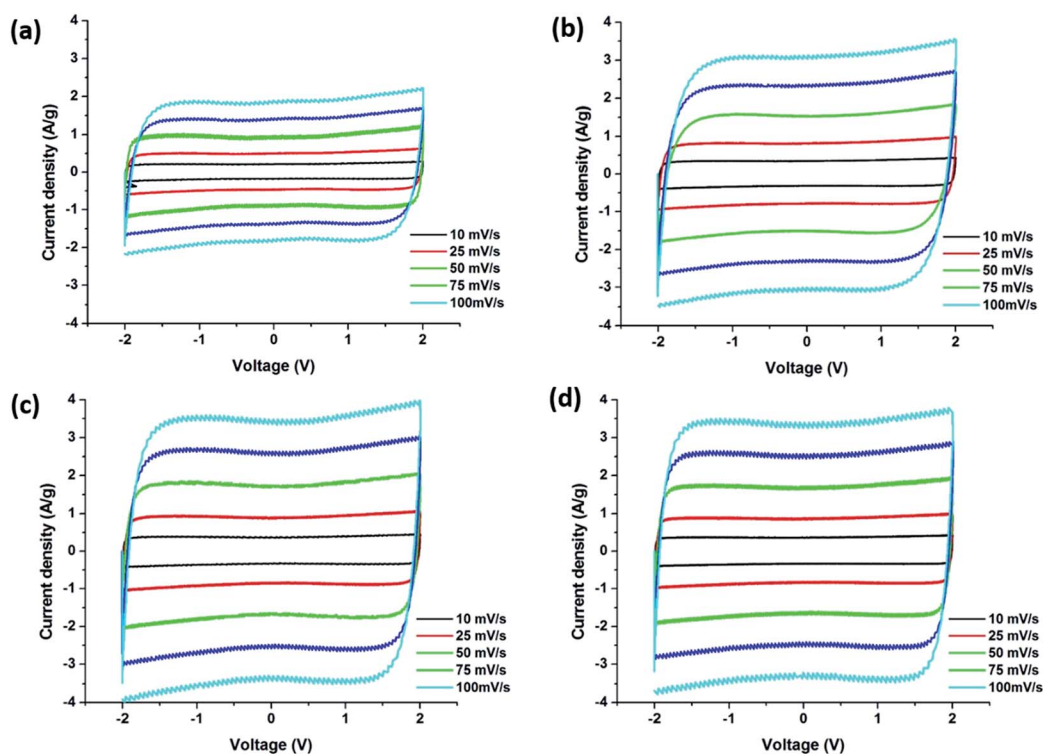 (a)
4
3
2
1
0
-1
-2
-3
-4
Current density (A/g)
10 mV/s
25 mV/s
50 mV/s
75 mV/s
100mV/s
-2 -1 0 1 2
Voltage (V)
(b)
4
3
2
1
0
-1
-2
-3
-4
Current density (A/g)
10 mV/s
25 mV/s
50 mV/s
75 mV/s
100mV/s
-2 -1 0 1 2
Voltage (V)
(c)
4
3
2
1
0
-1
-2
-3
-4
Current density (A/g)
10 mV/s
25 mV/s
50 mV/s
75 mV/s
100mV/s
-2 -1 0 1 2
Voltage (V)
(d)
4
3
2
1
0
-1
-2
-3
-4
Current density (A/g)
10 mV/s
25 mV/s
50 mV/s
75 mV/s
100mV/s
-2 -1 0 1 2
Voltage (V)